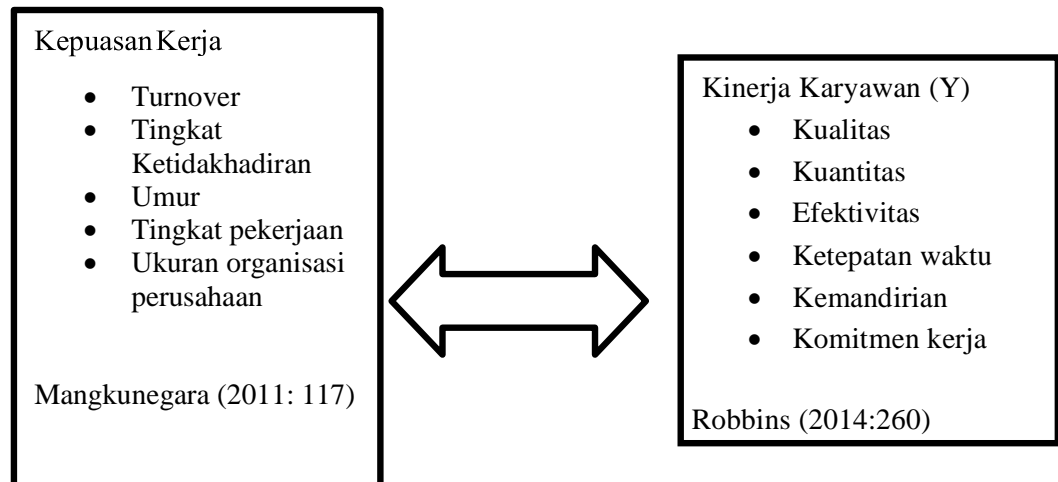 Kepuasan Kerja
• Turnover
• Tingkat
Ketidakhadiran
• Umur
• Tingkat pekerjaan
• Ukuran organisasi
perusahaan
Mangkunegara (2011: 117)
Kinerja Karyawan (Y)
• Kualitas
• Kuantitas
• Efektivitas
• Ketepatan waktu
• Kemandirian
• Komitmen kerja
Robbins (2014:260)